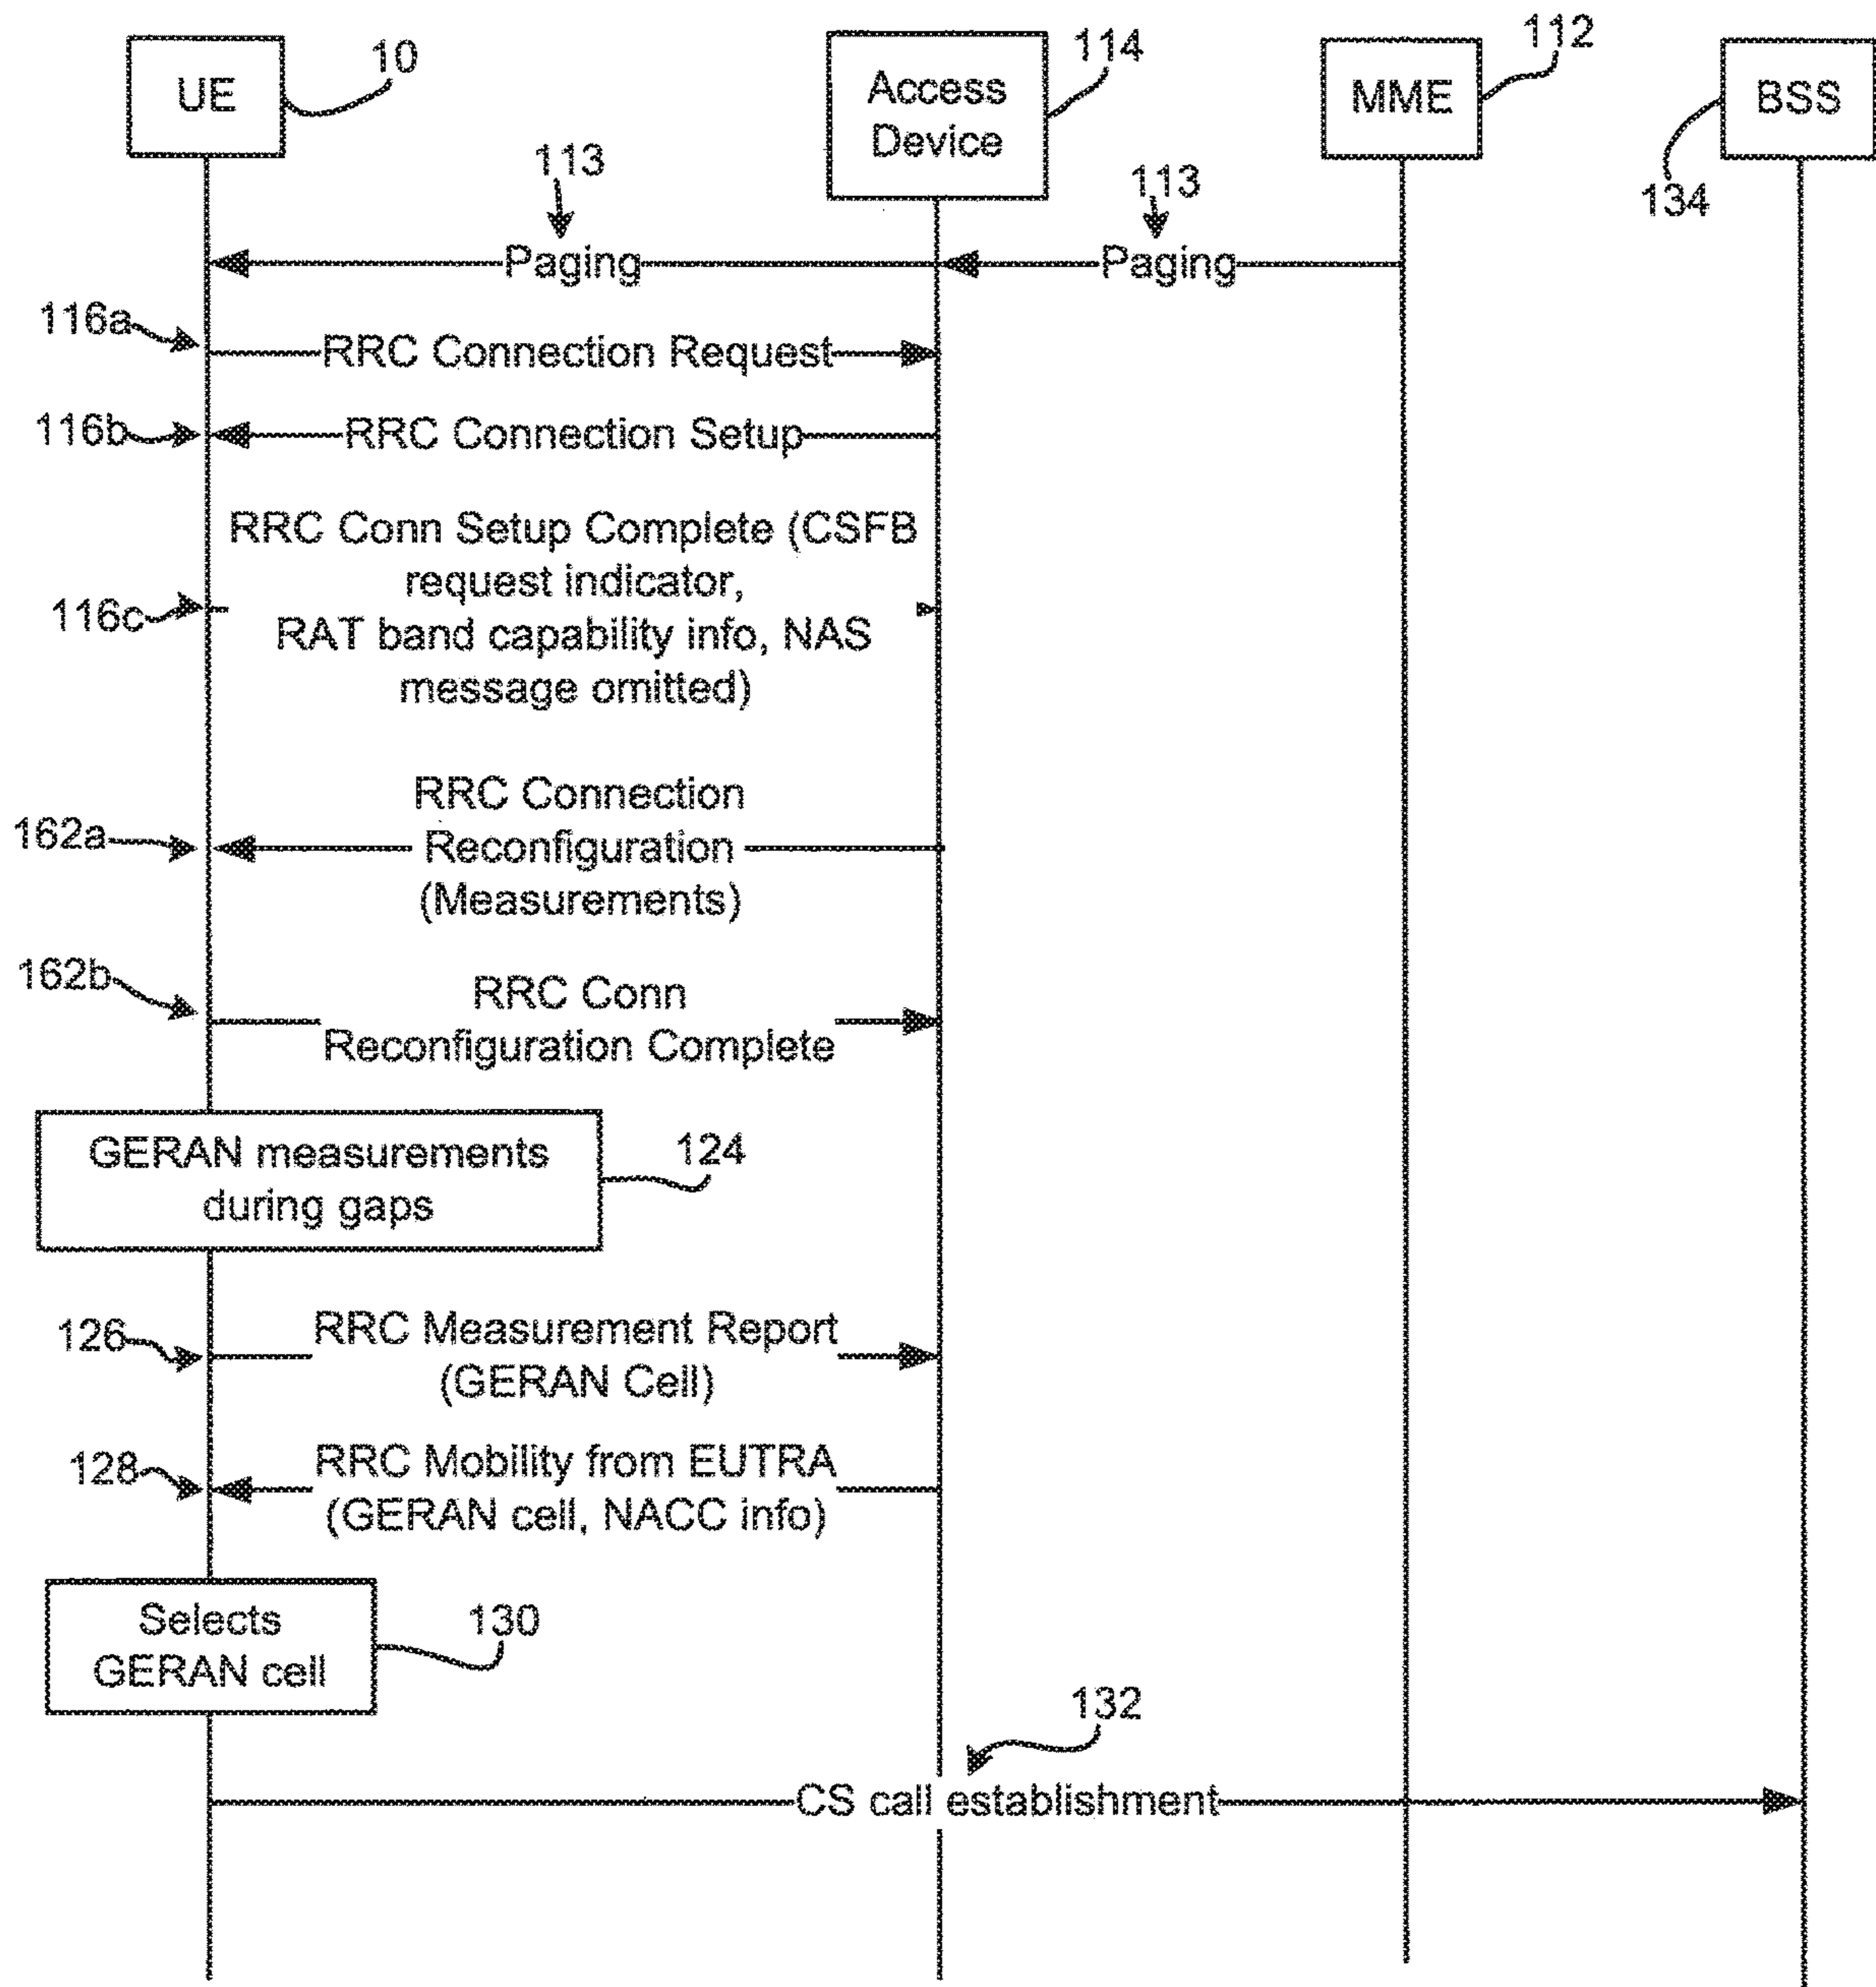 UE
10
Access
Device
114
MME
112
BSS
134
113
Paging
113
Paging
116a
RRC Connection Request
116b
RRC Connection Setup
116c
RRC Conn Setup Complete (CSFB
request indicator,
RAT band capability info, NAS
message omitted)
162a
RRC Connection
Reconfiguration
(Measurements)
162b
RRC Conn
Reconfiguration Complete
GERAN measurements
during gaps
124
126
RRC Measurement Report
(GERAN Cell)
128
RRC Mobility from EUTRA
(GERAN cell, NACC info)
Selects
GERAN cell
130
132
CS call establishment